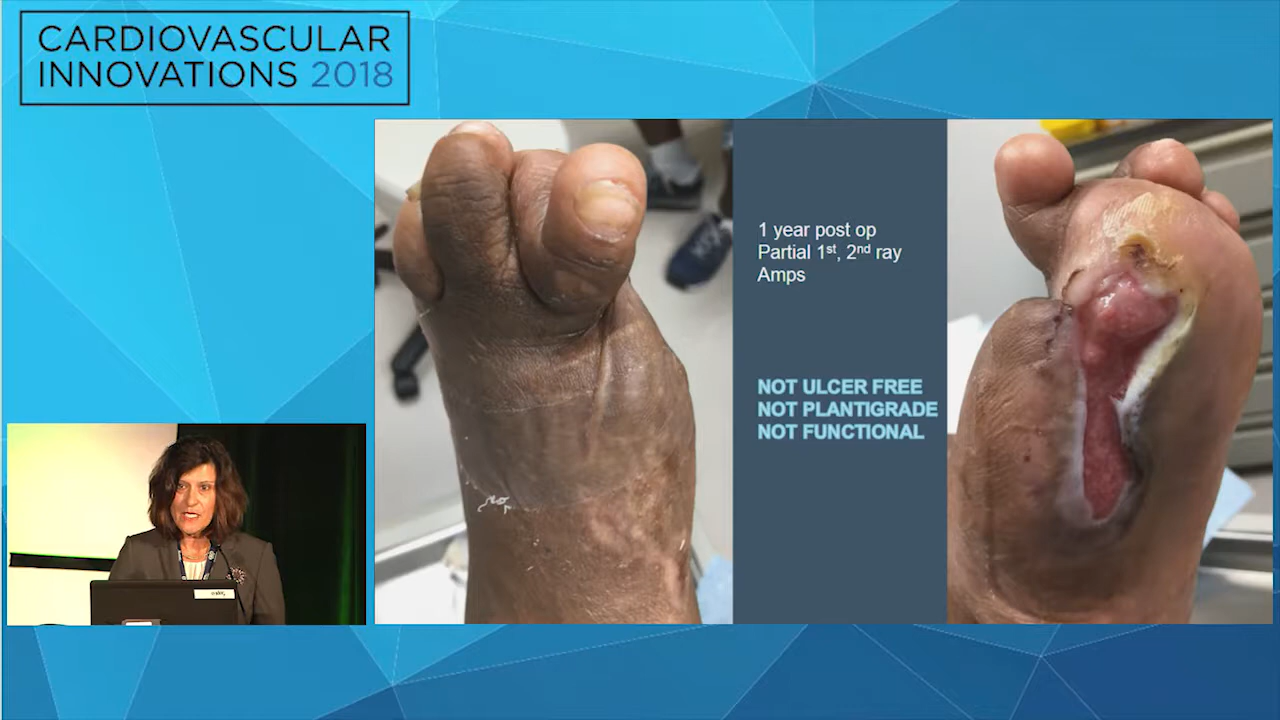 CARDIOVASCULAR
INNOVATIONS 2018
1 year post op
Partial 1st, 2nd ray
Amps
NOT ULCER FREE
NOT PLANTIGRADE
NOT FUNCTIONAL